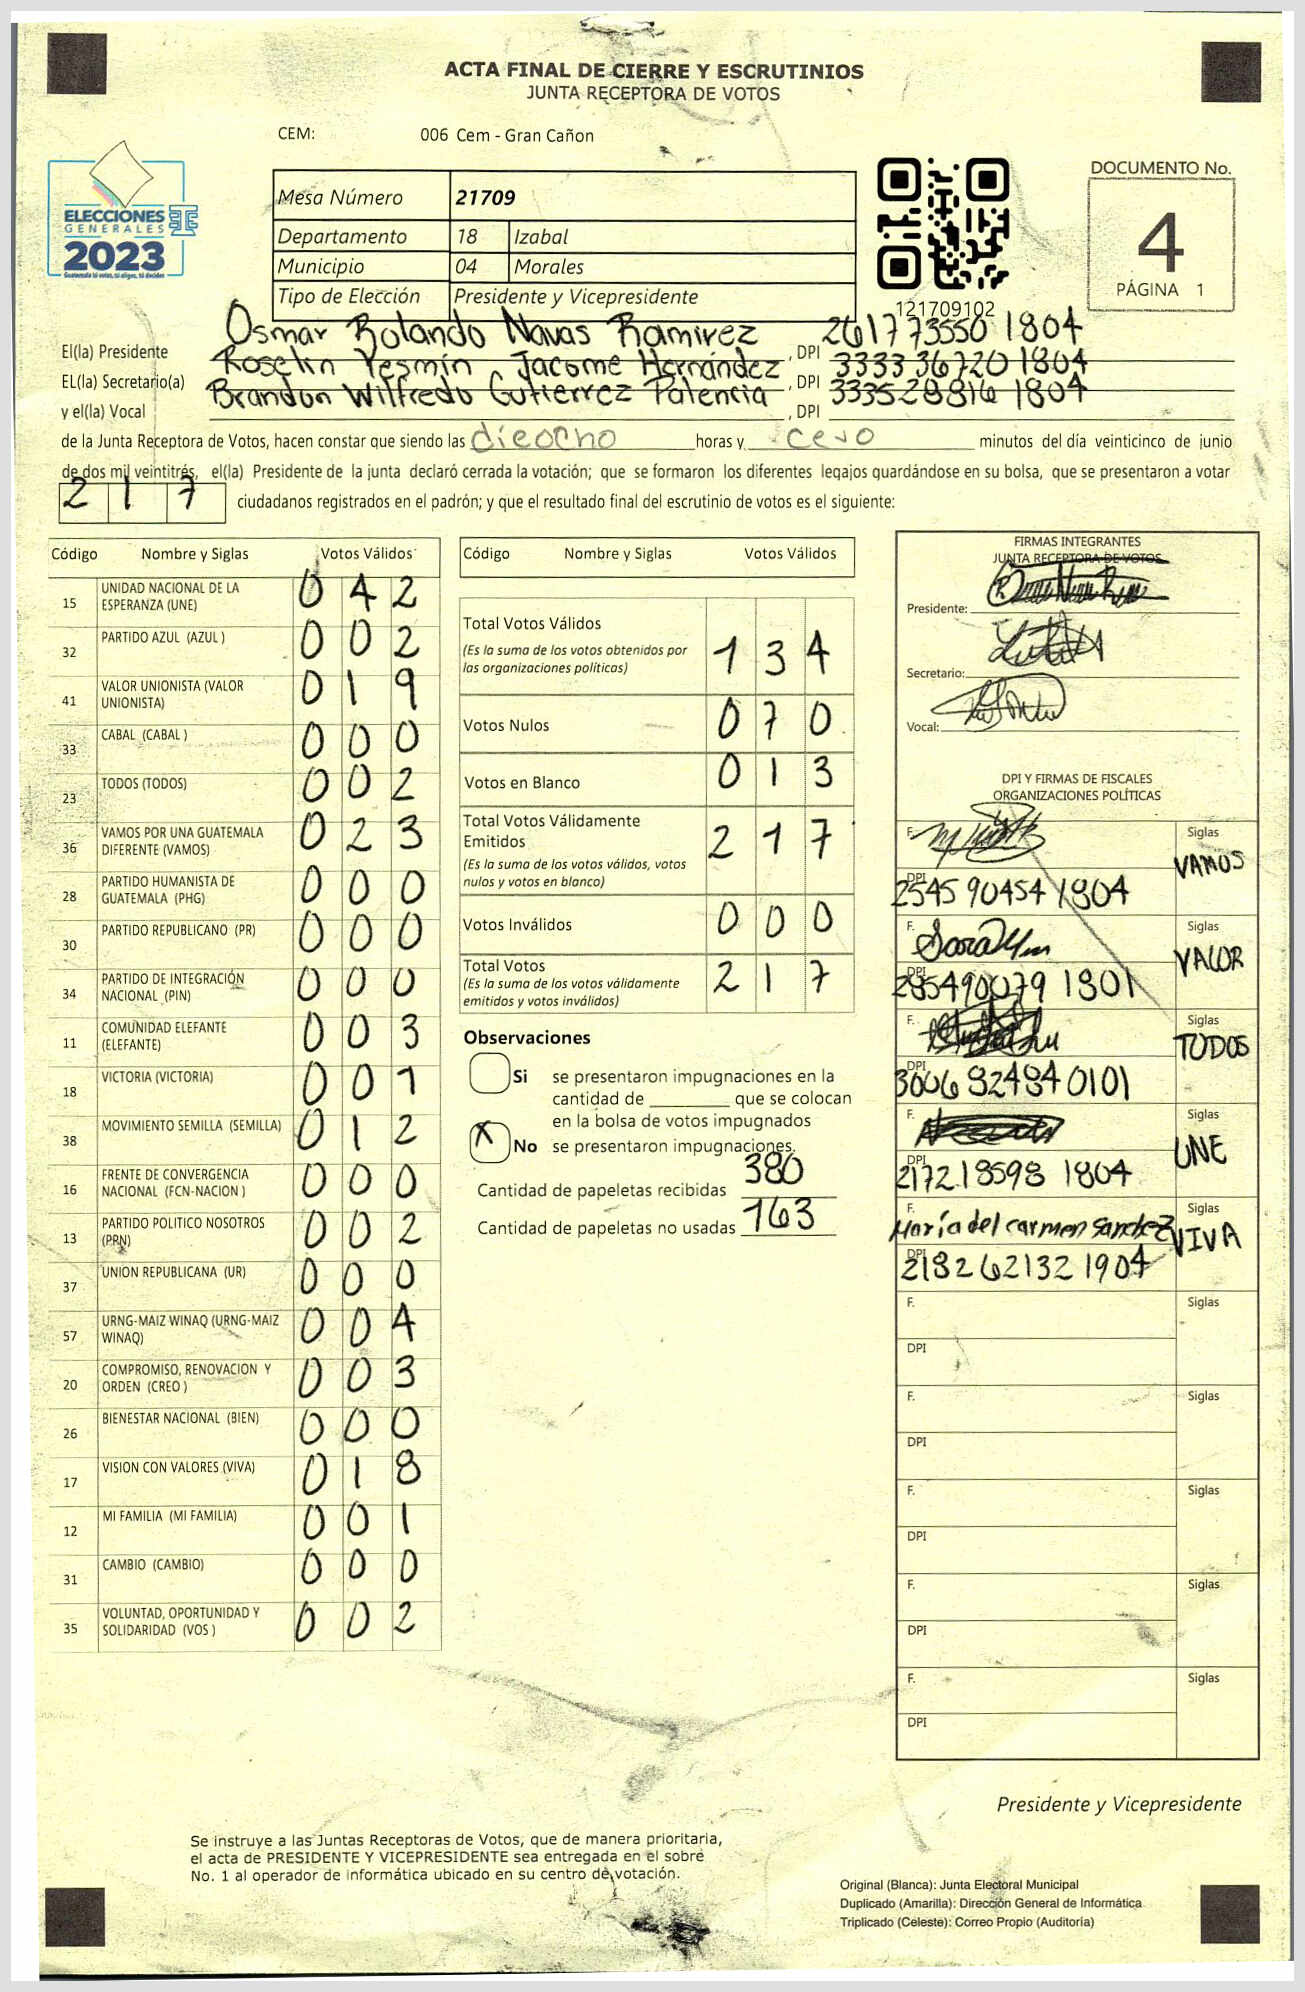 ACTA FINAL DE CIERRE Y ESCRUTINIOS
JUNTA RECEPTORA DE VOTOS
CEM: 006 Cem - Gran Cañon
ELECCIONES
GENERALES
2023
Mesa Número 21709
Departamento 18 Izabal
Municipio 04 Morales
Tipo de Elección Presidente y Vicepresidente
121709102
DOCUMENTO No.
4
PÁGINA 1
El(la) Presidente Osmar Rolando Navas Ramirez , DPI 261773550 1804
EL(la) Secretario(a) Roselin Yesmín Jacome Hernández , DPI 333336720 1804
y el(la) Vocal Brandon Wilfredo Gutierrez Palencia , DPI 333528816 1804
de la Junta Receptora de Votos, hacen constar que siendo las dieocho horas y cero minutos del día veinticinco de junio
de dos mil veintitrés, el(la) Presidente de la junta declaró cerrada la votación; que se formaron los diferentes legajos guardándose en su bolsa, que se presentaron a votar
217 ciudadanos registrados en el padrón; y que el resultado final del escrutinio de votos es el siguiente:
Código Nombre y Siglas Votos Válidos
15 UNIDAD NACIONAL DE LA ESPERANZA (UNE) 0 4 2
32 PARTIDO AZUL (AZUL ) 0 0 2
41 VALOR UNIONISTA (VALOR UNIONISTA) 0 1 9
33 CABAL (CABAL ) 0 0 0
23 TODOS (TODOS) 0 0 2
36 VAMOS POR UNA GUATEMALA DIFERENTE (VAMOS) 0 2 3
28 PARTIDO HUMANISTA DE GUATEMALA (PHG) 0 0 0
30 PARTIDO REPUBLICANO (PR) 0 0 0
34 PARTIDO DE INTEGRACIÓN NACIONAL (PIN) 0 0 0
11 COMUNIDAD ELEFANTE (ELEFANTE) 0 0 3
18 VICTORIA (VICTORIA) 0 0 1
38 MOVIMIENTO SEMILLA (SEMILLA) 0 1 2
16 FRENTE DE CONVERGENCIA NACIONAL (FCN-NACION ) 0 0 0
13 PARTIDO POLITICO NOSOTROS (PPN) 0 0 2
37 UNION REPUBLICANA (UR) 0 0 0
57 URNG-MAIZ WINAQ (URNG-MAIZ WINAQ) 0 0 4
20 COMPROMISO, RENOVACION Y ORDEN (CREO ) 0 0 3
26 BIENESTAR NACIONAL (BIEN) 0 0 0
17 VISION CON VALORES (VIVA) 0 1 8
12 MI FAMILIA (MI FAMILIA) 0 0 1
31 CAMBIO (CAMBIO) 0 0 0
35 VOLUNTAD, OPORTUNIDAD Y SOLIDARIDAD (VOS ) 0 0 2
Código Nombre y Siglas Votos Válidos
Total Votos Válidos 1 3 4
(Es la suma de los votos obtenidos por
las organizaciones políticas)
Votos Nulos 0 7 0
Votos en Blanco 0 1 3
Total Votos Válidamente
Emitidos 2 1 7
(Es la suma de los votos válidos, votos
nulos y votos en blanco)
Votos Inválidos 0 0 0
Total Votos 2 1 7
(Es la suma de los votos válidamente
emitidos y votos inválidos)
Observaciones
Si se presentaron impugnaciones en la
cantidad de ________ que se colocan
en la bolsa de votos impugnados
X No se presentaron impugnaciones.
Cantidad de papeletas recibidas 380
Cantidad de papeletas no usadas 163
FIRMAS INTEGRANTES
JUNTA RECEPTORA DE VOTOS
Presidente:
Secretario:
Vocal:
DPI Y FIRMAS DE FISCALES
ORGANIZACIONES POLÍTICAS
F. Siglas VAMOS
DPI 2545 90454 1804
F. Siglas VALOR
DPI 285490079 1801
F. Siglas TODOS
DPI 3006 82484 0101
F. Siglas UNE
DPI 2172 18598 1804
F. María del carmen Sandez Siglas VIVA
DPI 2182 62132 1904
F. Siglas
DPI
F. Siglas
DPI
F. Siglas
DPI
F. Siglas
DPI
F. Siglas
DPI
Presidente y Vicepresidente
Se instruye a las Juntas Receptoras de Votos, que de manera prioritaria,
el acta de PRESIDENTE Y VICEPRESIDENTE sea entregada en el sobre
No. 1 al operador de informática ubicado en su centro de votación.
Original (Blanca): Junta Electoral Municipal
Duplicado (Amarilla): Dirección General de Informática
Triplicado (Celeste): Correo Propio (Auditoría)